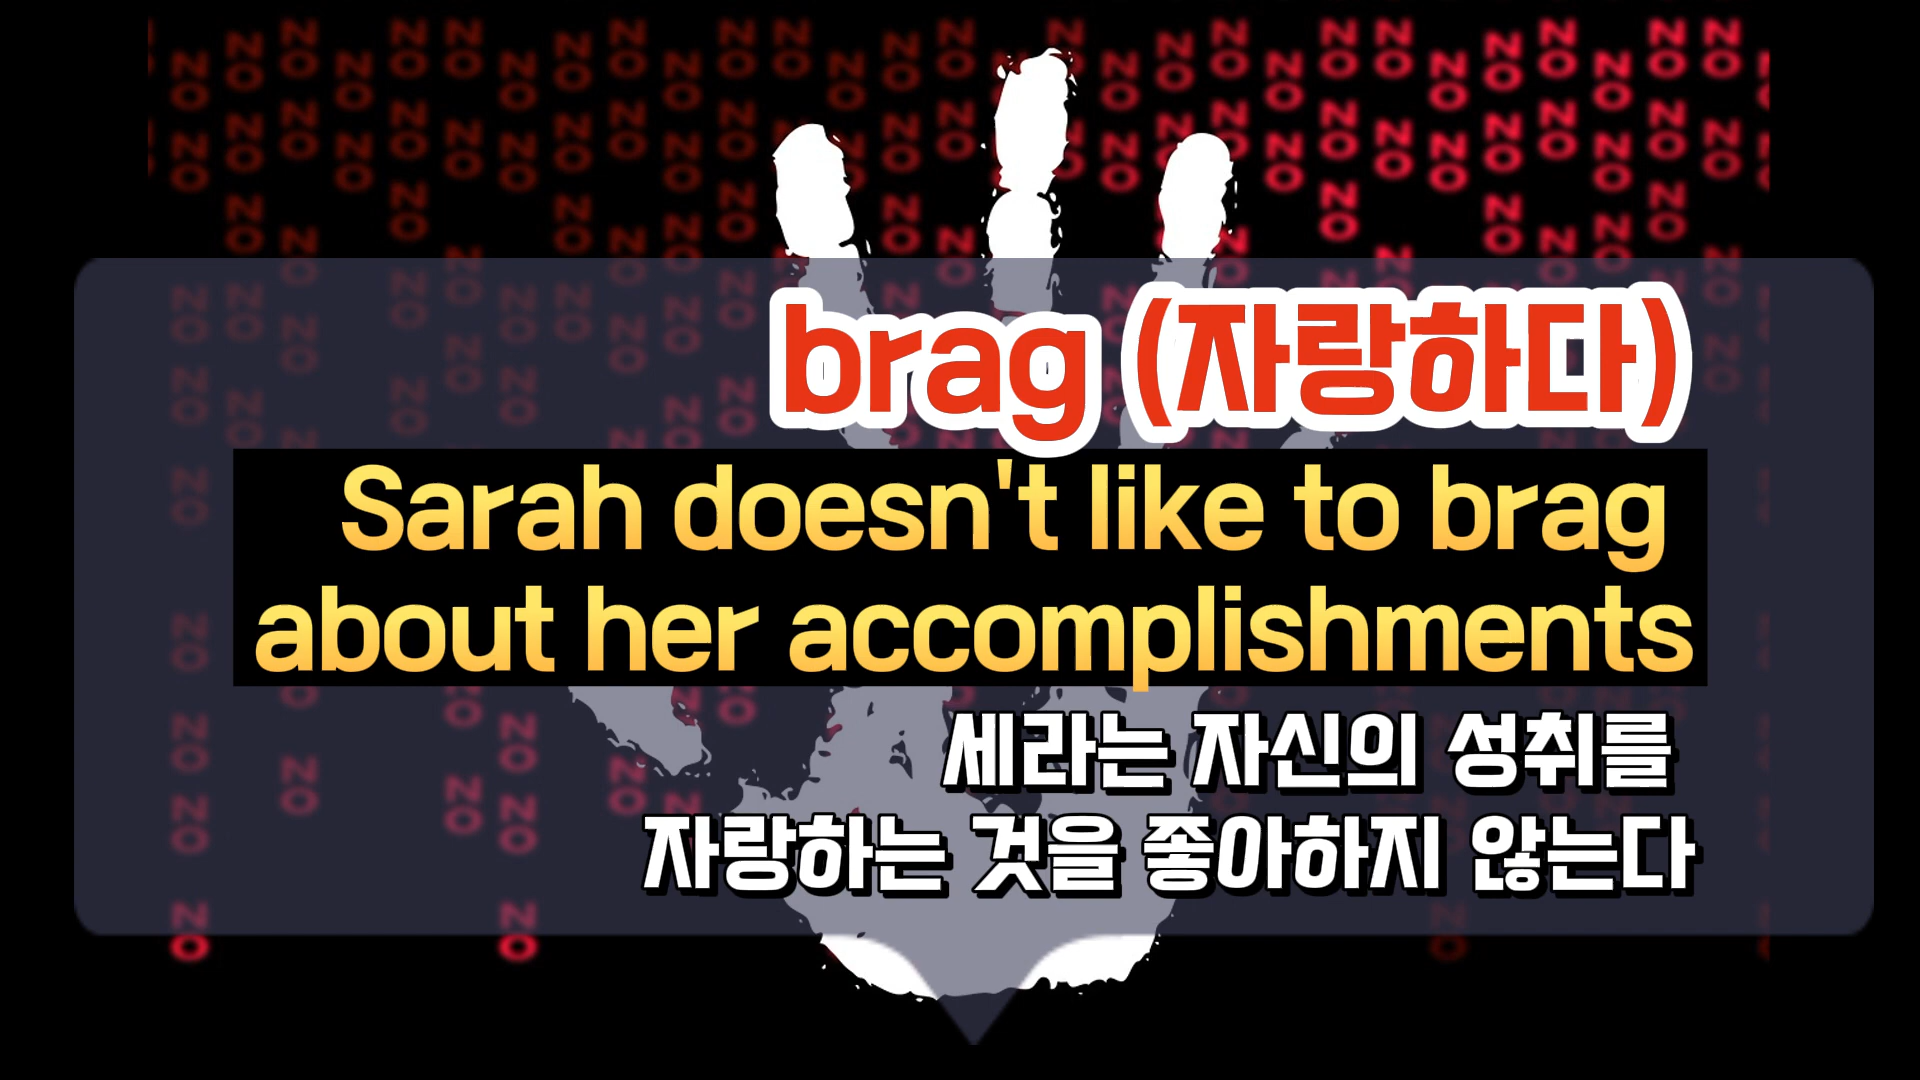 brag (자랑하다)
Sarah doesn't like to brag
about her accomplishments
세라는 자신의 성취를
자랑하는 것을 좋아하지 않는다